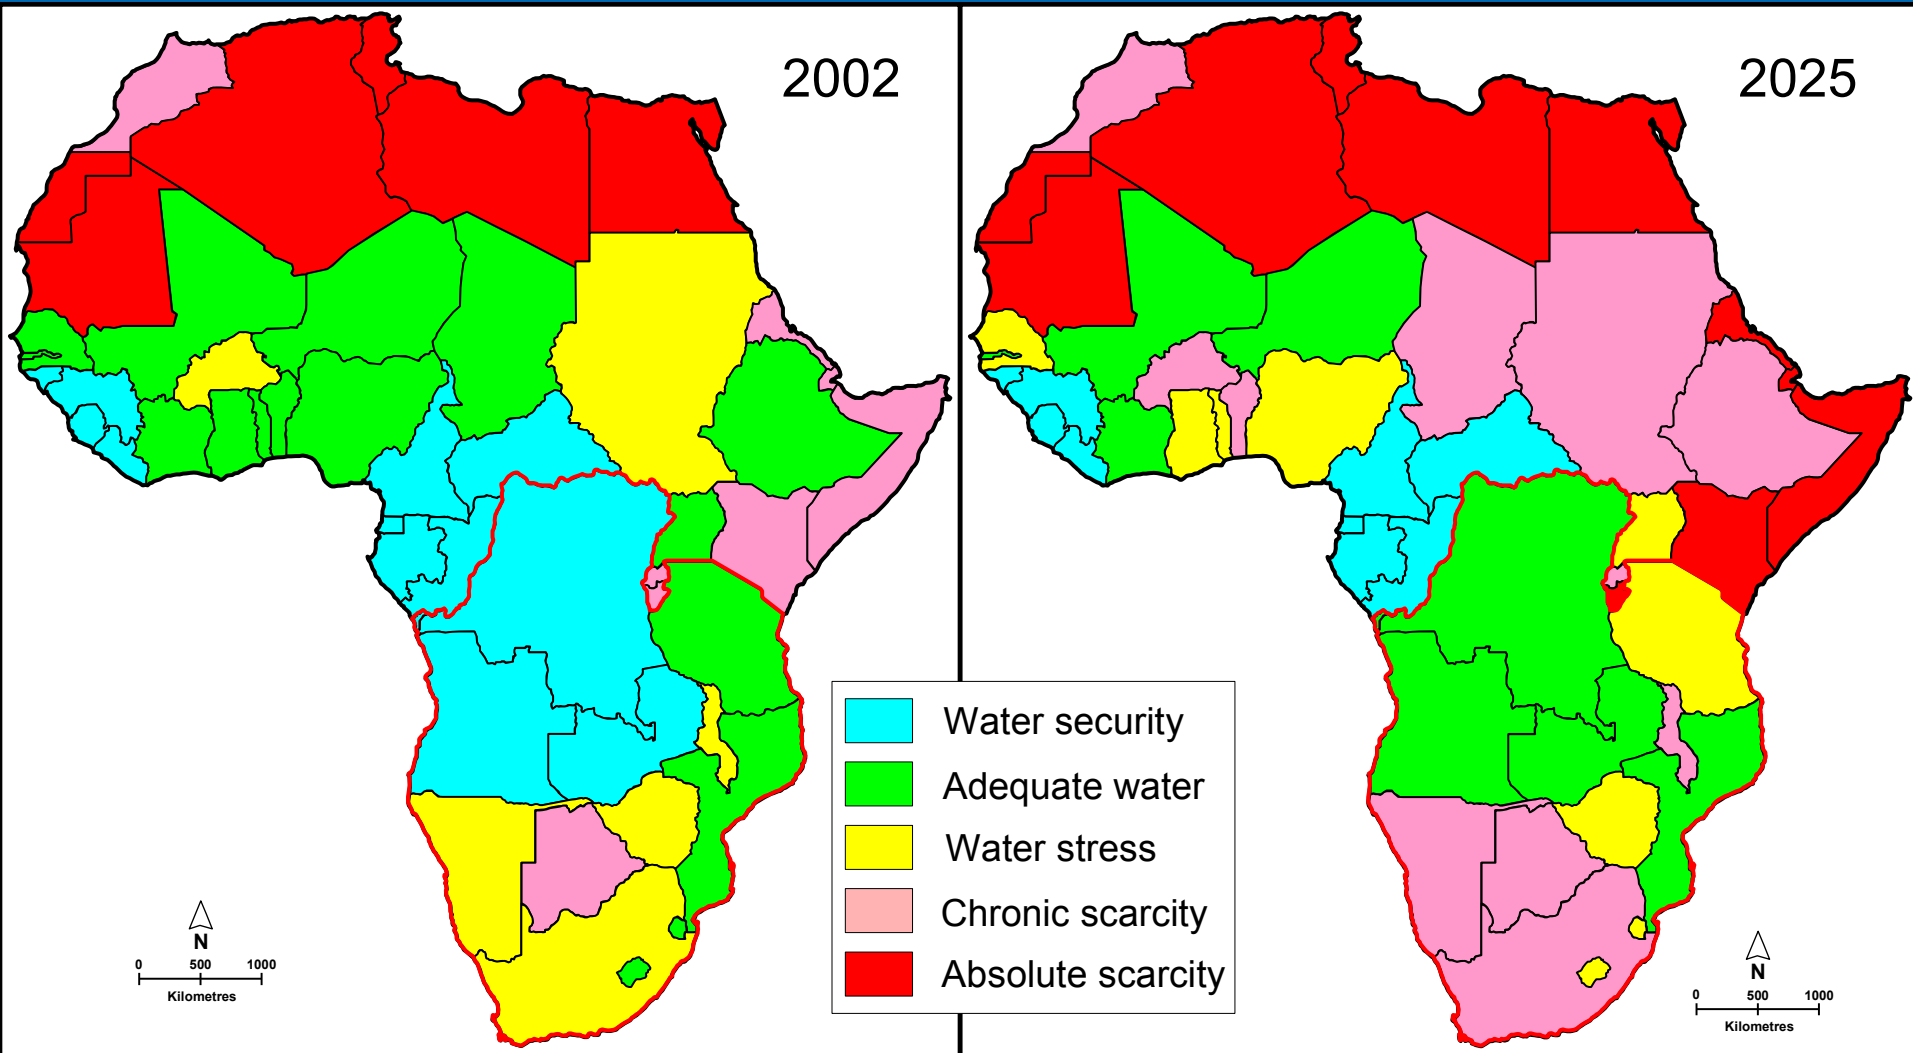 2002
2025
Water security
Adequate water
Water stress
Chronic scarcity
Absolute scarcity
N
0 500 1000
Kilometres
N
0 500 1000
Kilometres